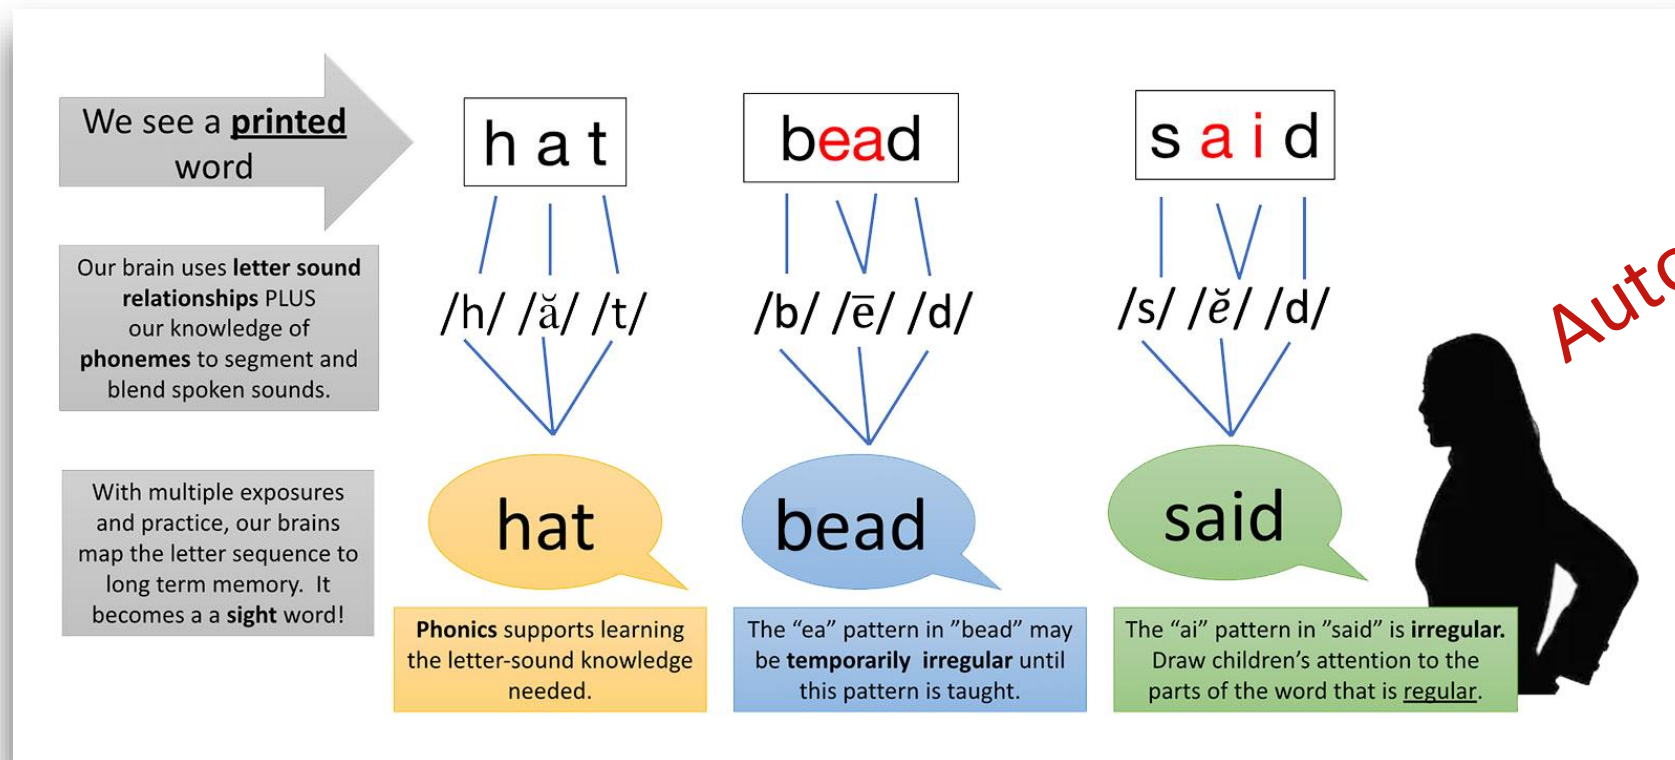 We see a printed
word
h a t
bead
s a i d
Our brain uses letter sound
relationships PLUS
our knowledge of
phonemes to segment and
blend spoken sounds.
/h/ /ă/ /t/
/b/ /ē/ /d/
/s/ /ĕ/ /d/
With multiple exposures
and practice, our brains
map the letter sequence to
long term memory. It
becomes a a sight word!
hat
bead
said
Phonics supports learning
the letter-sound knowledge
needed.
The “ea” pattern in ”bead” may
be temporarily irregular until
this pattern is taught.
The “ai” pattern in ”said” is irregular.
Draw children’s attention to the
parts of the word that is regular.